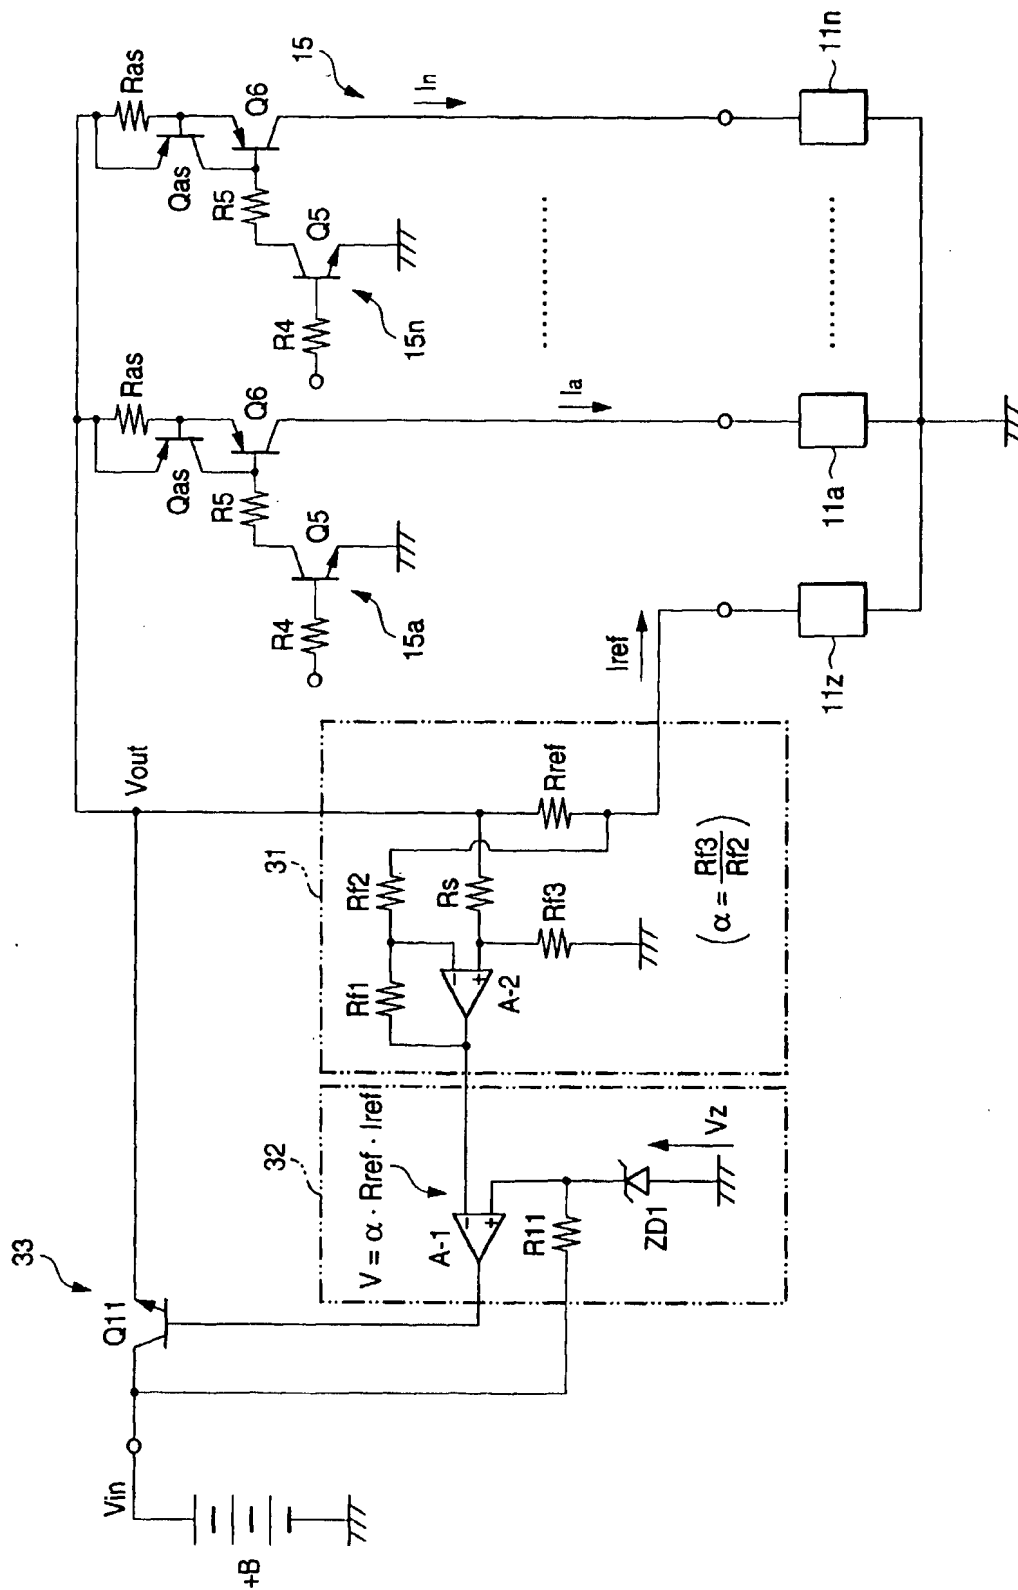 +B
Vin
33
Q11
Vout
32
V = α · Rref · Iref
A-1
R11
ZD1
Vz
31
Rf1
Rf2
A-2
Rs
Rf3
Rref
(α = Rf3
Rf2)
Iref
11z
R4
15a
Q5
R5
Qas
Ras
Q6
Ia
11a
R4
15n
Q5
R5
Qas
Ras
Q6
15
In
11n